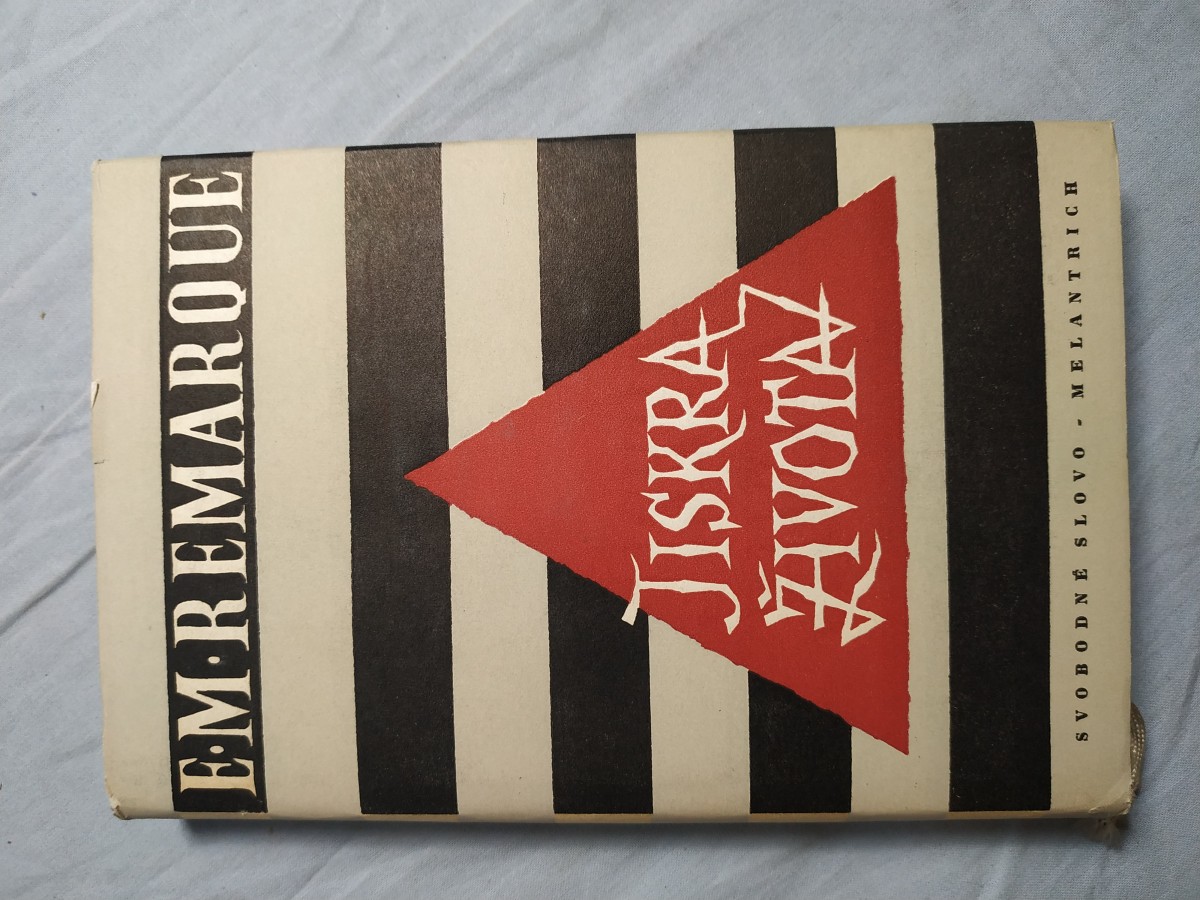 E·M·REMARQUE
JISKRA
ŽIVOTA
SVOBODNÉ SLOVO - MELANTRICH